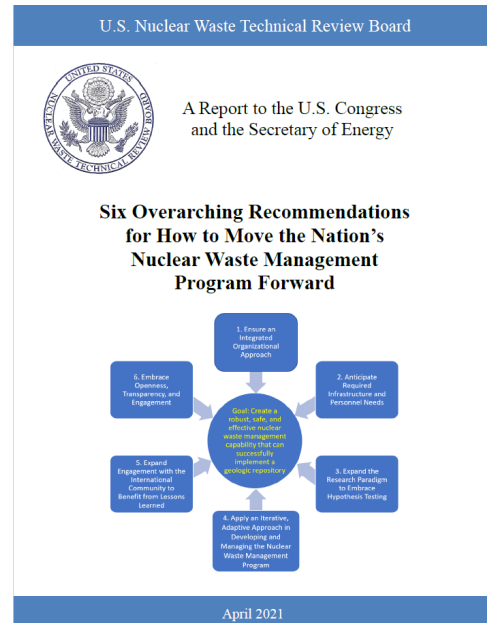 U.S. Nuclear Waste Technical Review Board
UNITED STATES
NUCLEAR WASTE TECHNICAL REVIEW BOARD
A Report to the U.S. Congress
and the Secretary of Energy
Six Overarching Recommendations
for How to Move the Nation's
Nuclear Waste Management
Program Forward
1. Ensure an
Integrated
Organizational
Approach
2. Anticipate
Required
Infrastructure and
Personnel Needs
3. Expand the
Research Paradigm
to Embrace
Hypothesis Testing
4. Apply an Iterative,
Adaptive Approach in
Developing and
Managing the Nuclear
Waste Management
Program
5. Expand
Engagement with the
International
Community to
Benefit from Lessons
Learned
6. Embrace
Openness,
Transparency, and
Engagement
Goal: Create a
robust, safe, and
effective nuclear
waste management
capability that can
successfully
implement a
geologic repository
April 2021